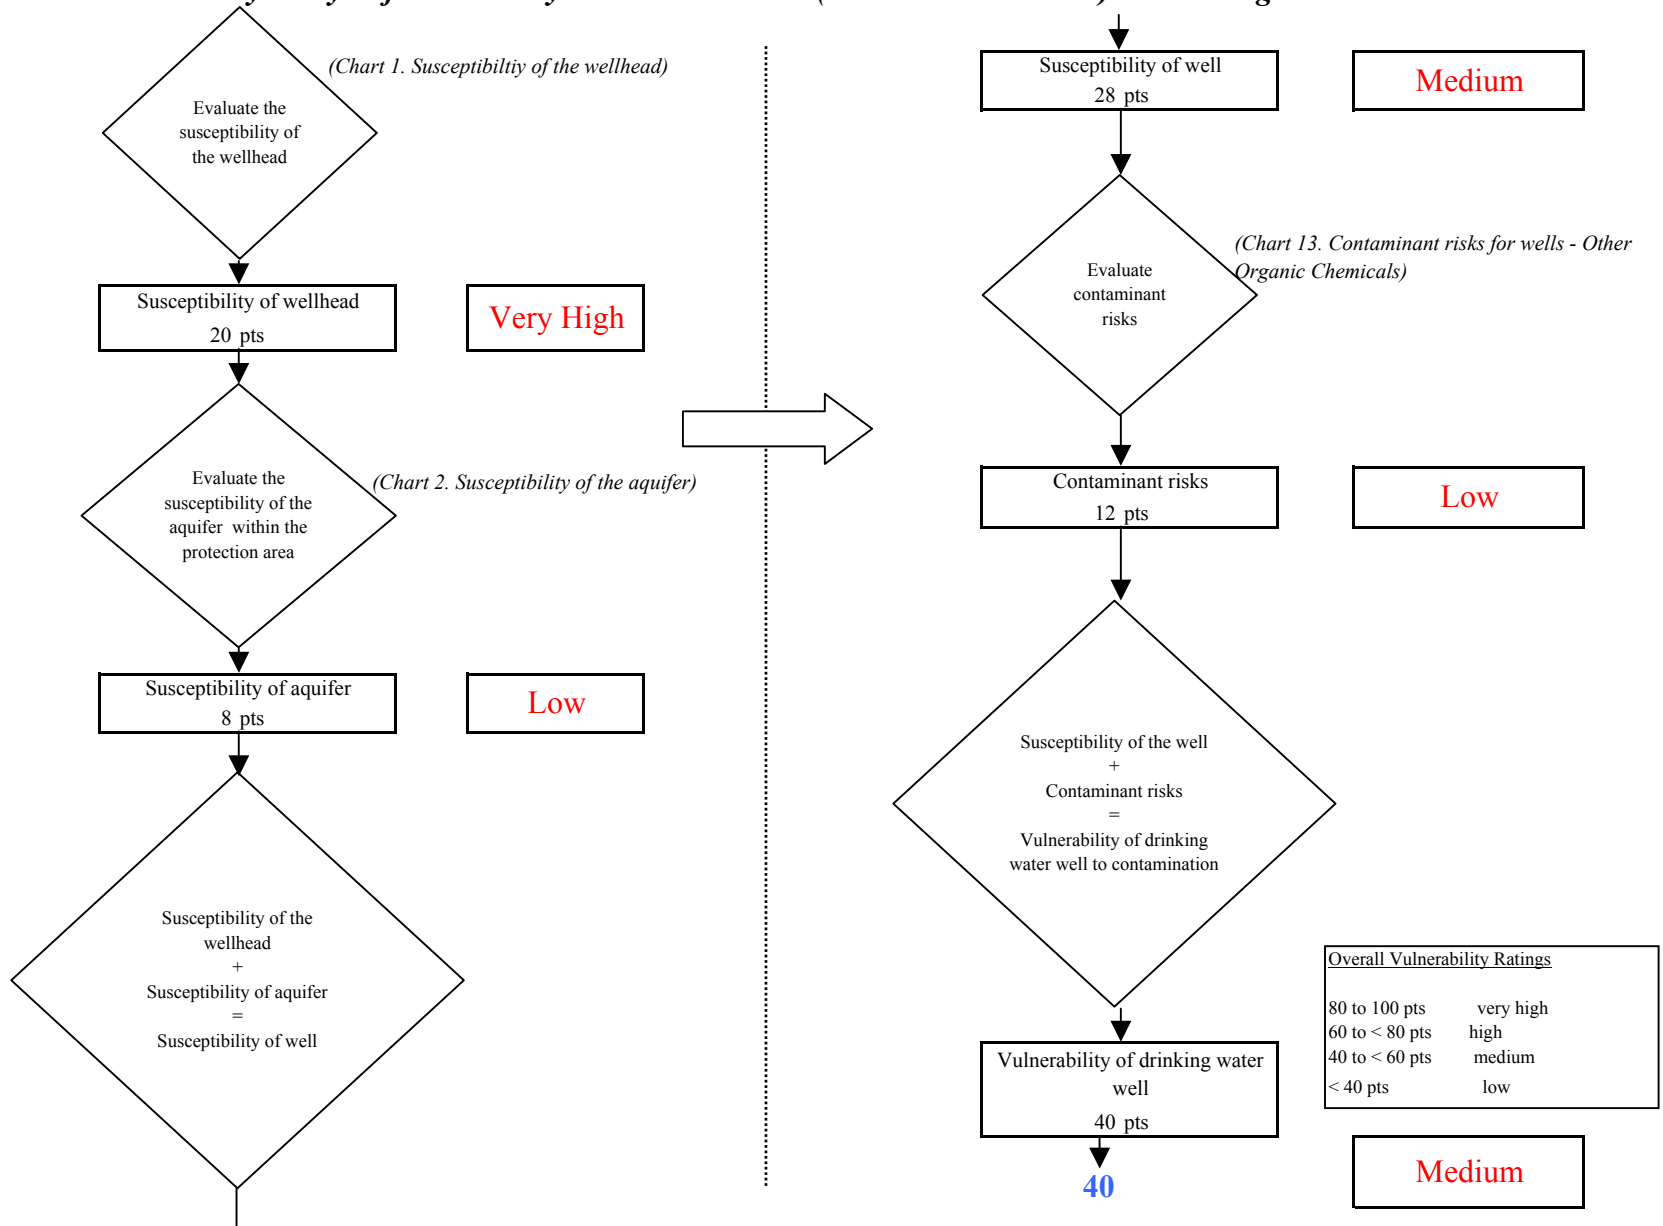 (Chart 1. Susceptibiltiy of the wellhead)
Evaluate the
susceptibility of
the wellhead
Susceptibility of wellhead
20 pts
Very High
Evaluate the
susceptibility of the
aquifer within the
protection area
(Chart 2. Susceptibility of the aquifer)
Susceptibility of aquifer
8 pts
Low
Susceptibility of the
wellhead
+
Susceptibility of aquifer
=
Susceptibility of well
Susceptibility of well
28 pts
Medium
Evaluate
contaminant
risks
(Chart 13. Contaminant risks for wells - Other
Organic Chemicals)
Contaminant risks
12 pts
Low
Susceptibility of the well
+
Contaminant risks
=
Vulnerability of drinking
water well to contamination
Overall Vulnerability Ratings
80 to 100 pts very high
60 to < 80 pts high
40 to < 60 pts medium
< 40 pts low
Vulnerability of drinking water
well
40 pts
40
Medium